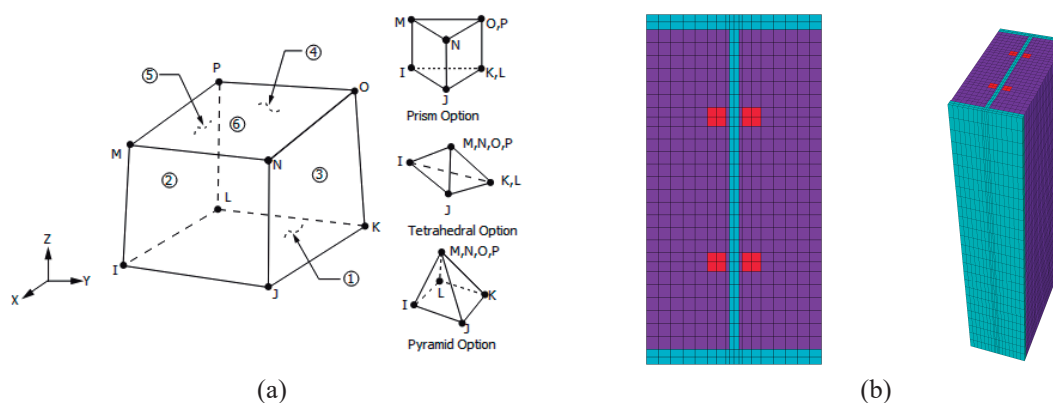 P
④
⑤
O
⑥
M
N
②
③
L
K
I
①
J
Z
Y
X
M
O,P
N
I
K,L
J
Prism Option
M,N,O,P
I
K,L
J
Tetrahedral Option
M,N,O,P
L
K
I
J
Pyramid Option
(a)
(b)